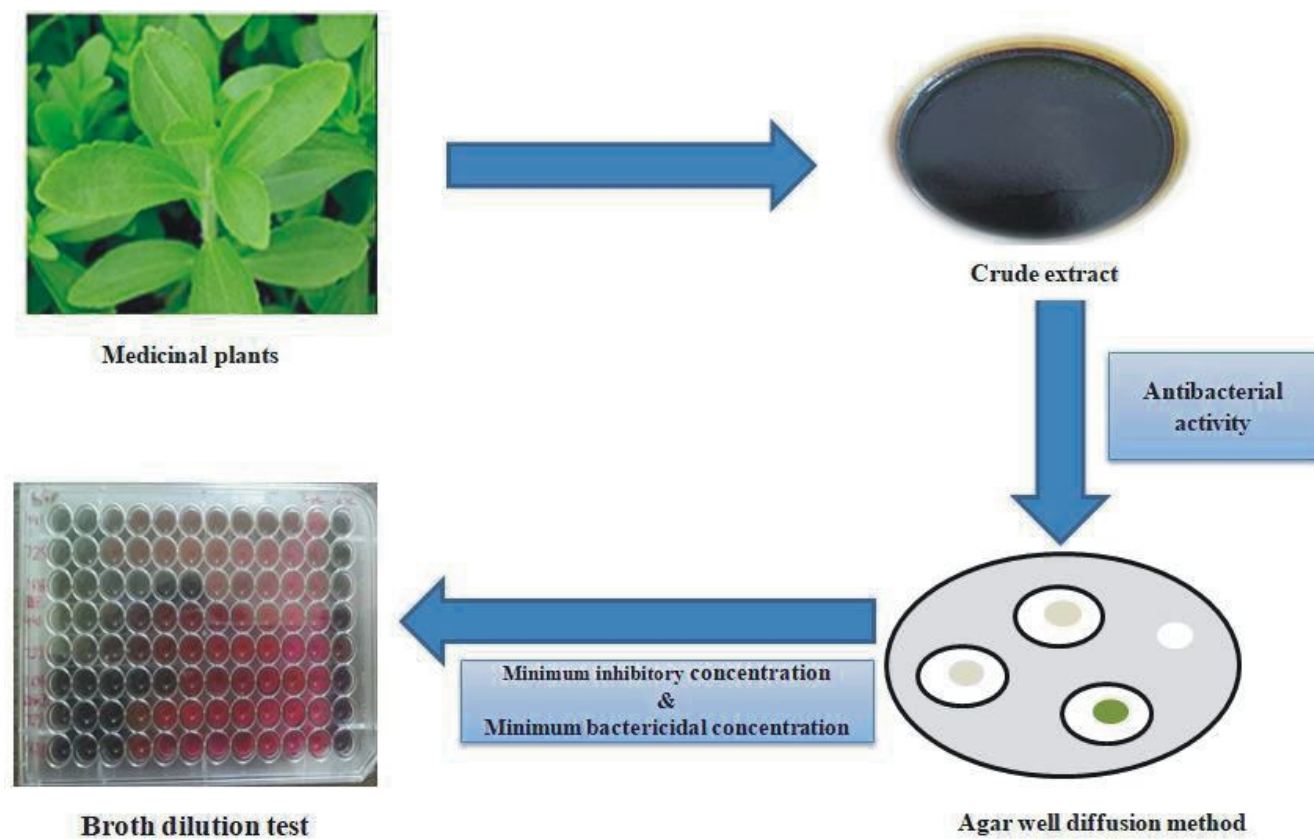 Medicinal plants
Crude extract
Antibacterial
activity
Minimum inhibitory concentration
&
Minimum bactericidal concentration
Broth dilution test
Agar well diffusion method